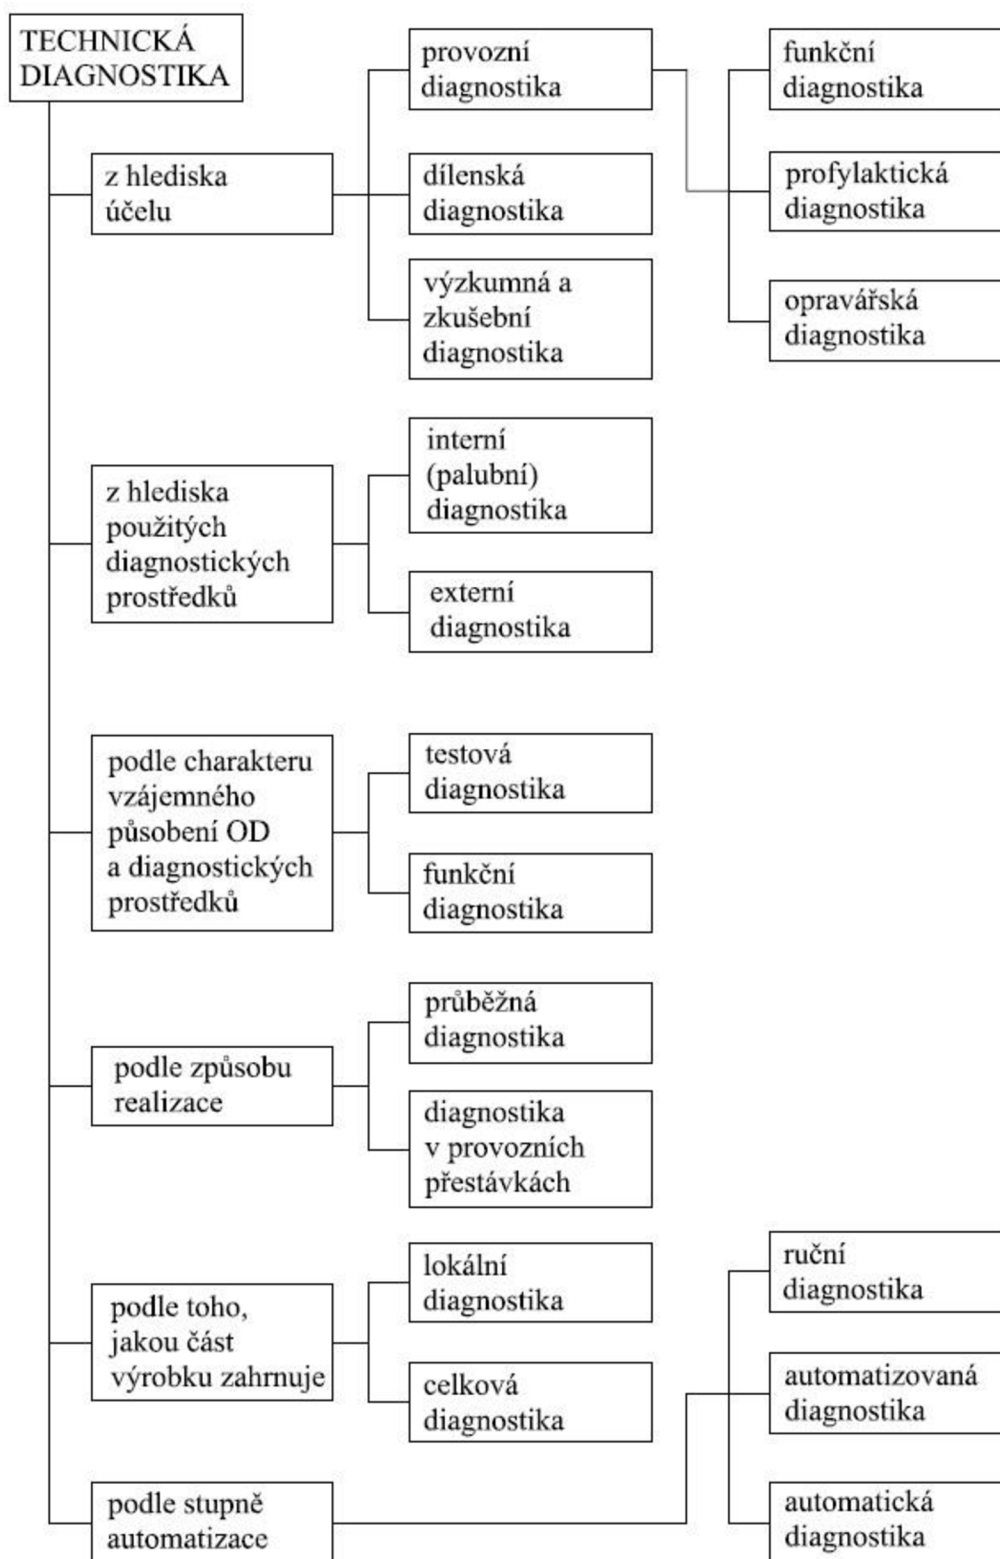 TECHNICKÁ
DIAGNOSTIKA
z hlediska
účelu
provozní
diagnostika
dílenská
diagnostika
výzkumná a
zkušební
diagnostika
funkční
diagnostika
profylaktická
diagnostika
opravářská
diagnostika
z hlediska
použitých
diagnostických
prostředků
interní
(palubní)
diagnostika
externí
diagnostika
podle charakteru
vzájemného
působení OD
a diagnostických
prostředků
testová
diagnostika
funkční
diagnostika
podle způsobu
realizace
průběžná
diagnostika
diagnostika
v provozních
přestávkách
podle toho,
jakou část
výrobku zahrnuje
lokální
diagnostika
celková
diagnostika
podle stupně
automatizace
ruční
diagnostika
automatizovaná
diagnostika
automatická
diagnostika